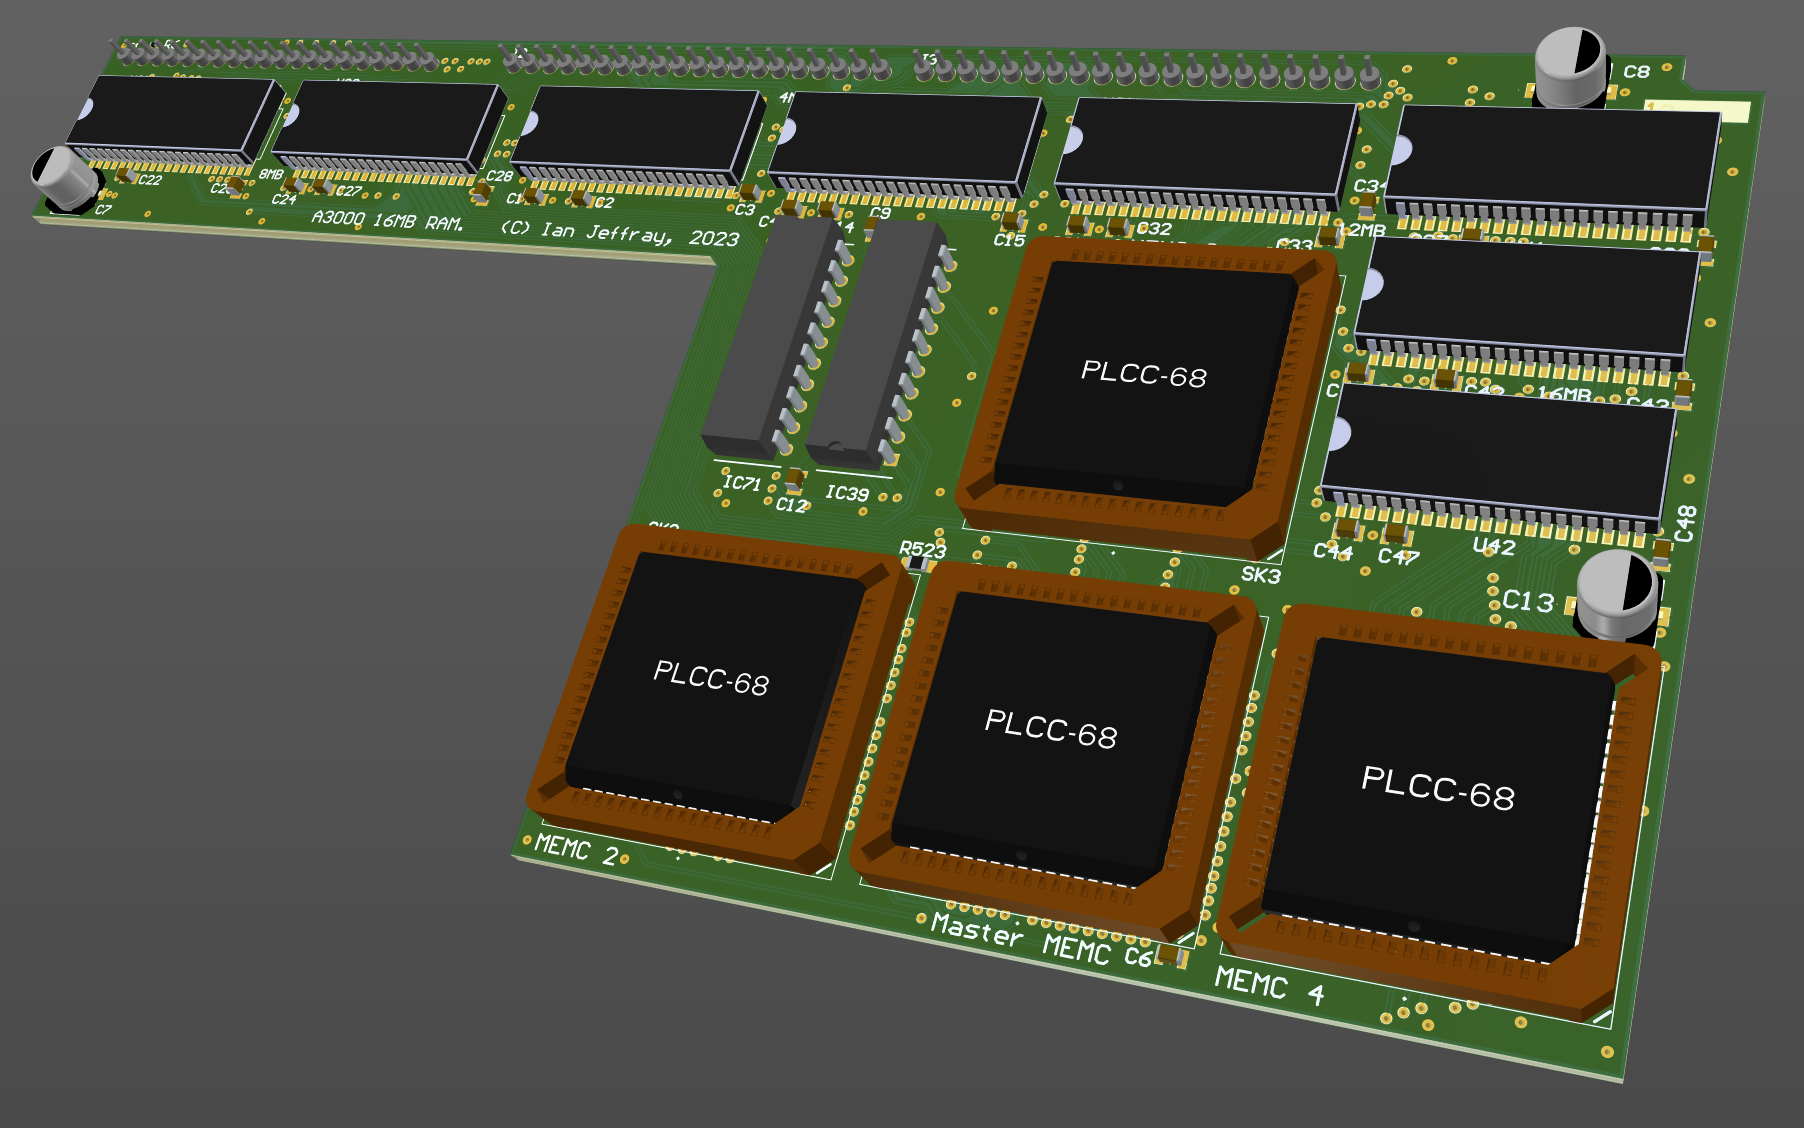 C8
C22
8MB
C24
C27
C28
C2
C3
C9
C15
C32
C33
C34
12MB
A3000 16MB RAM.
(C) Ian Jeffray, 2023
PLCC-68
16MB
C43
IC71
C12
IC39
C44
C47
U42
C48
R523
SK3
C13
PLCC-68
PLCC-68
PLCC-68
MEMC 2
Master MEMC
C6
MEMC 4